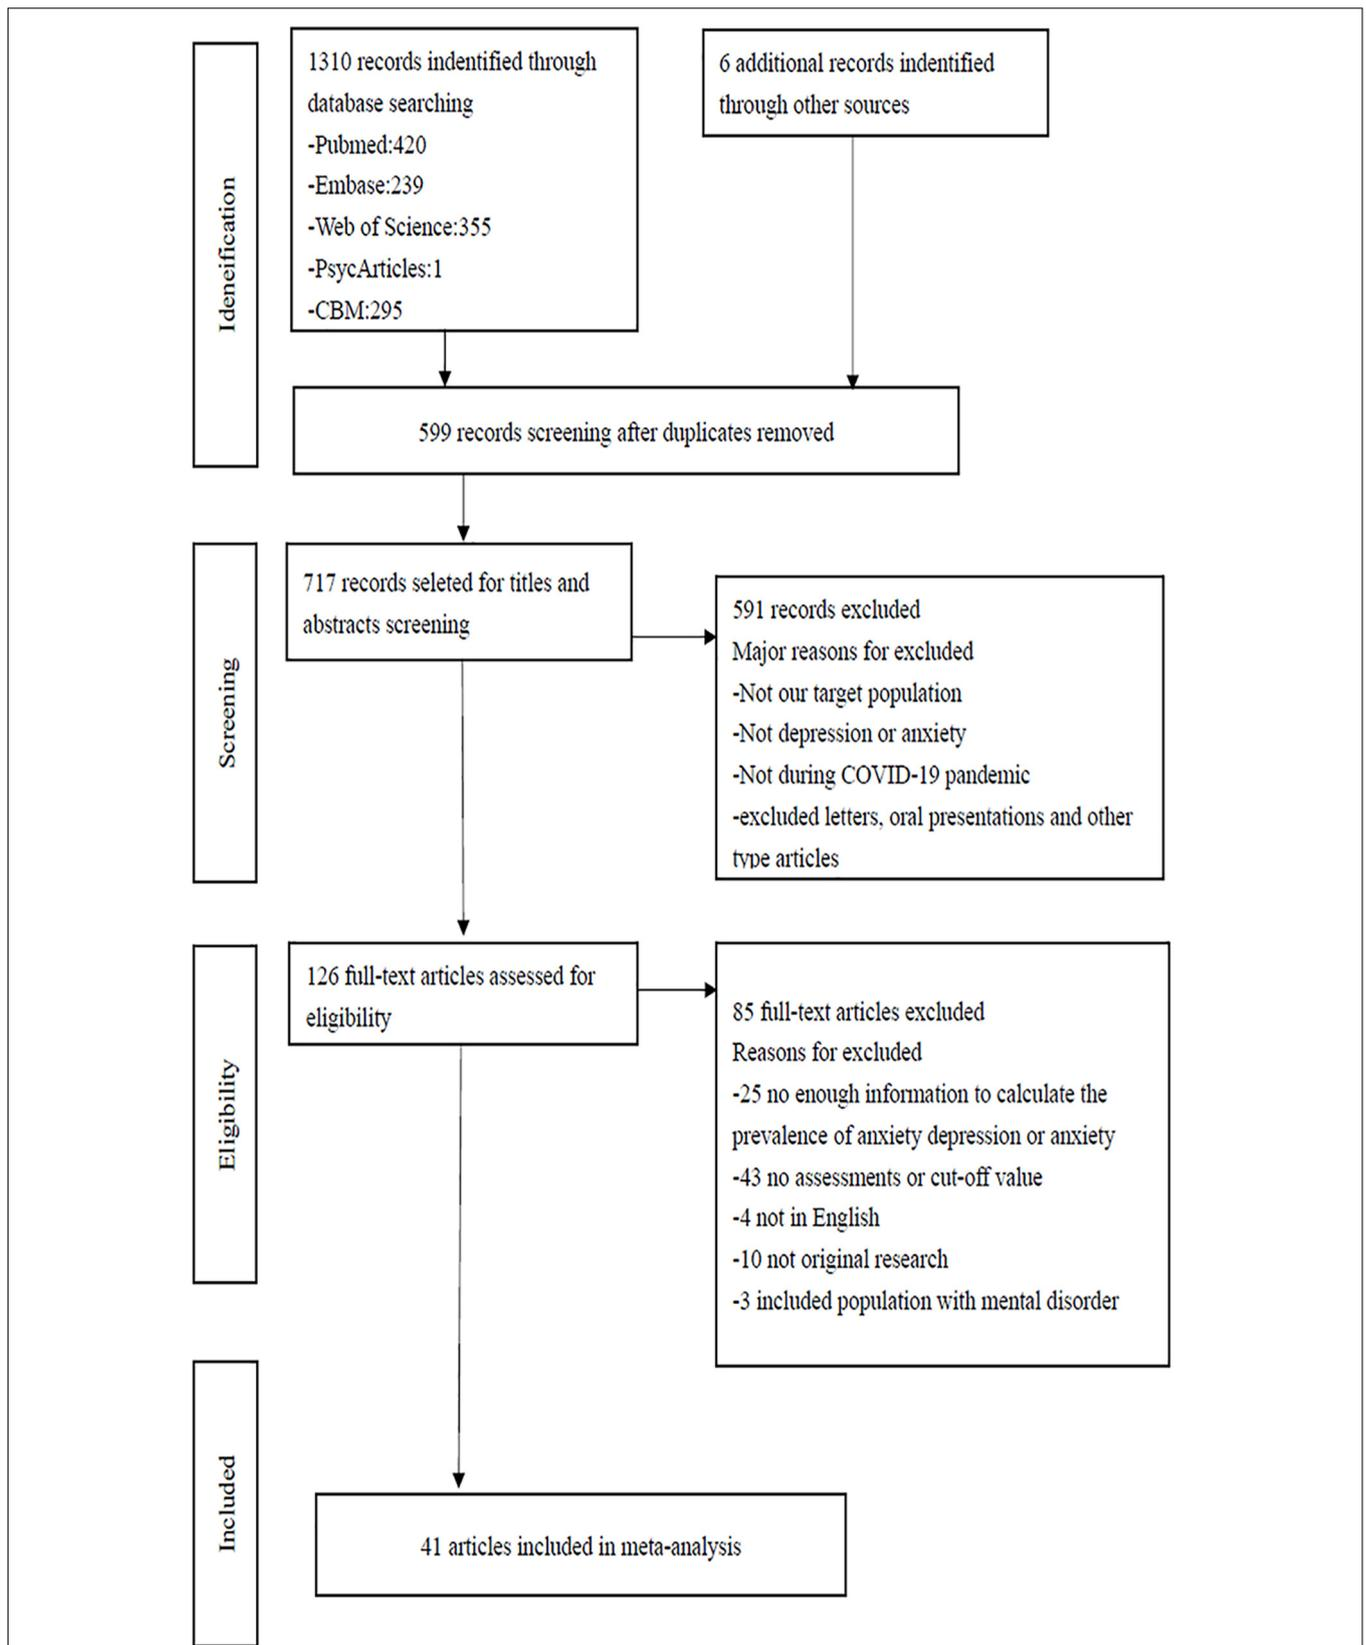 Ideneification
1310 records indentified through
database searching
-Pubmed:420
-Embase:239
-Web of Science:355
-PsycArticles:1
-CBM:295
6 additional records indentified
through other sources
599 records screening after duplicates removed
Screening
717 records seleted for titles and
abstracts screening
591 records excluded
Major reasons for excluded
-Not our target population
-Not depression or anxiety
-Not during COVID-19 pandemic
-excluded letters, oral presentations and other
type articles
Eligibility
126 full-text articles assessed for
eligibility
85 full-text articles excluded
Reasons for excluded
-25 no enough information to calculate the
prevalence of anxiety depression or anxiety
-43 no assessments or cut-off value
-4 not in English
-10 not original research
-3 included population with mental disorder
Included
41 articles included in meta-analysis